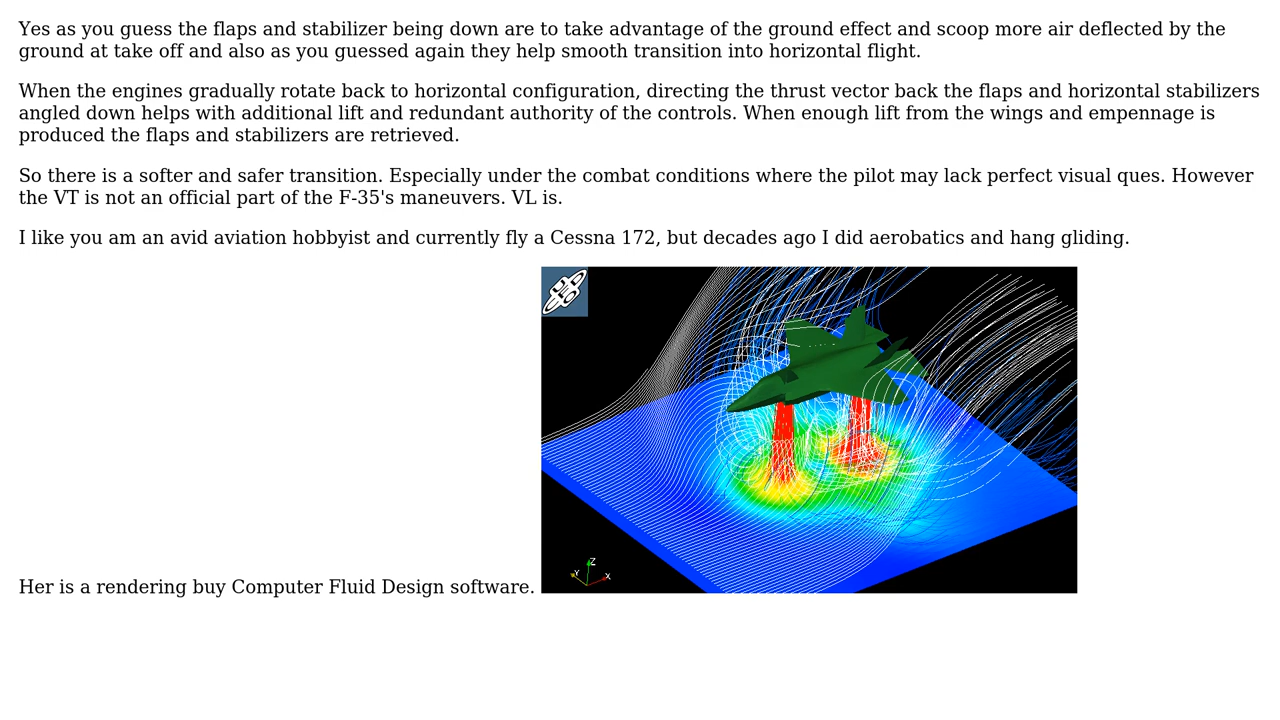 Yes as you guess the flaps and stabilizer being down are to take advantage of the ground effect and scoop more air deflected by the
ground at take off and also as you guessed again they help smooth transition into horizontal flight.
When the engines gradually rotate back to horizontal configuration, directing the thrust vector back the flaps and horizontal stabilizers
angled down helps with additional lift and redundant authority of the controls. When enough lift from the wings and empennage is
produced the flaps and stabilizers are retrieved.
So there is a softer and safer transition. Especially under the combat conditions where the pilot may lack perfect visual ques. However
the VT is not an official part of the F-35's maneuvers. VL is.
I like you am an avid aviation hobbyist and currently fly a Cessna 172, but decades ago I did aerobatics and hang gliding.
Z
Y
X
Her is a rendering buy Computer Fluid Design software.